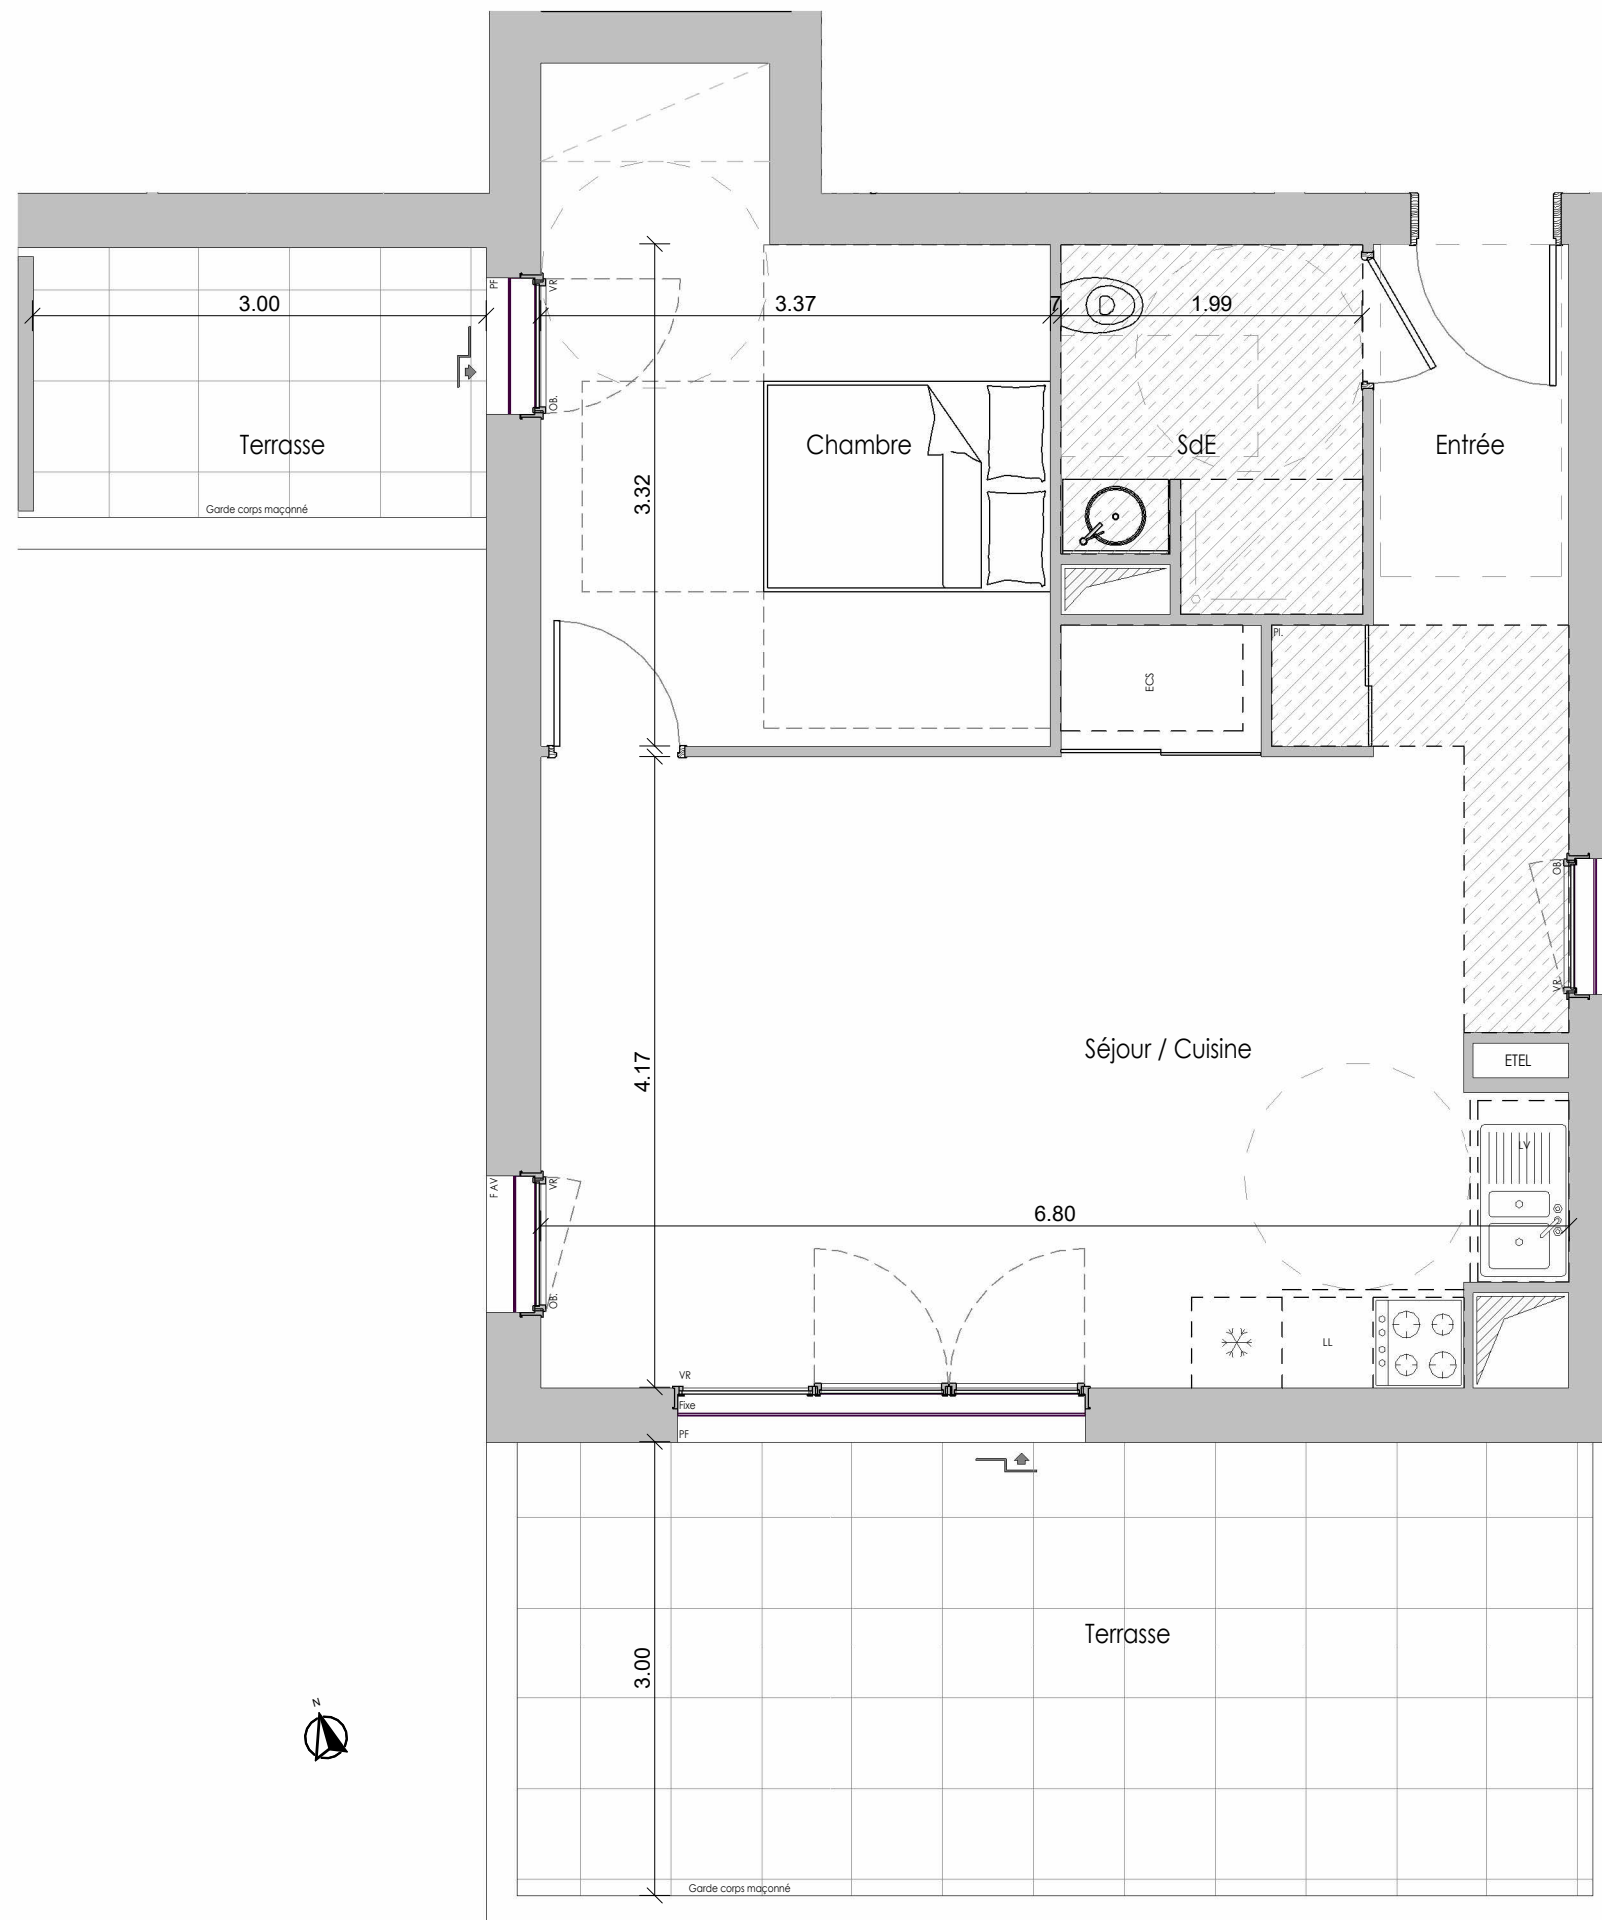 3.00
PF
VR
3.37
7
1.99
OB.
Terrasse
Chambre
SdE
Entrée
3.32
Garde corps maçonné
Pl.
ECS
OB.
VR.
Séjour / Cuisine
4.17
ETEL
LV
F AV
VR
6.80
OB.
LL
VR
Fixe
PF
Terrasse
3.00
N
Garde corps maçonné